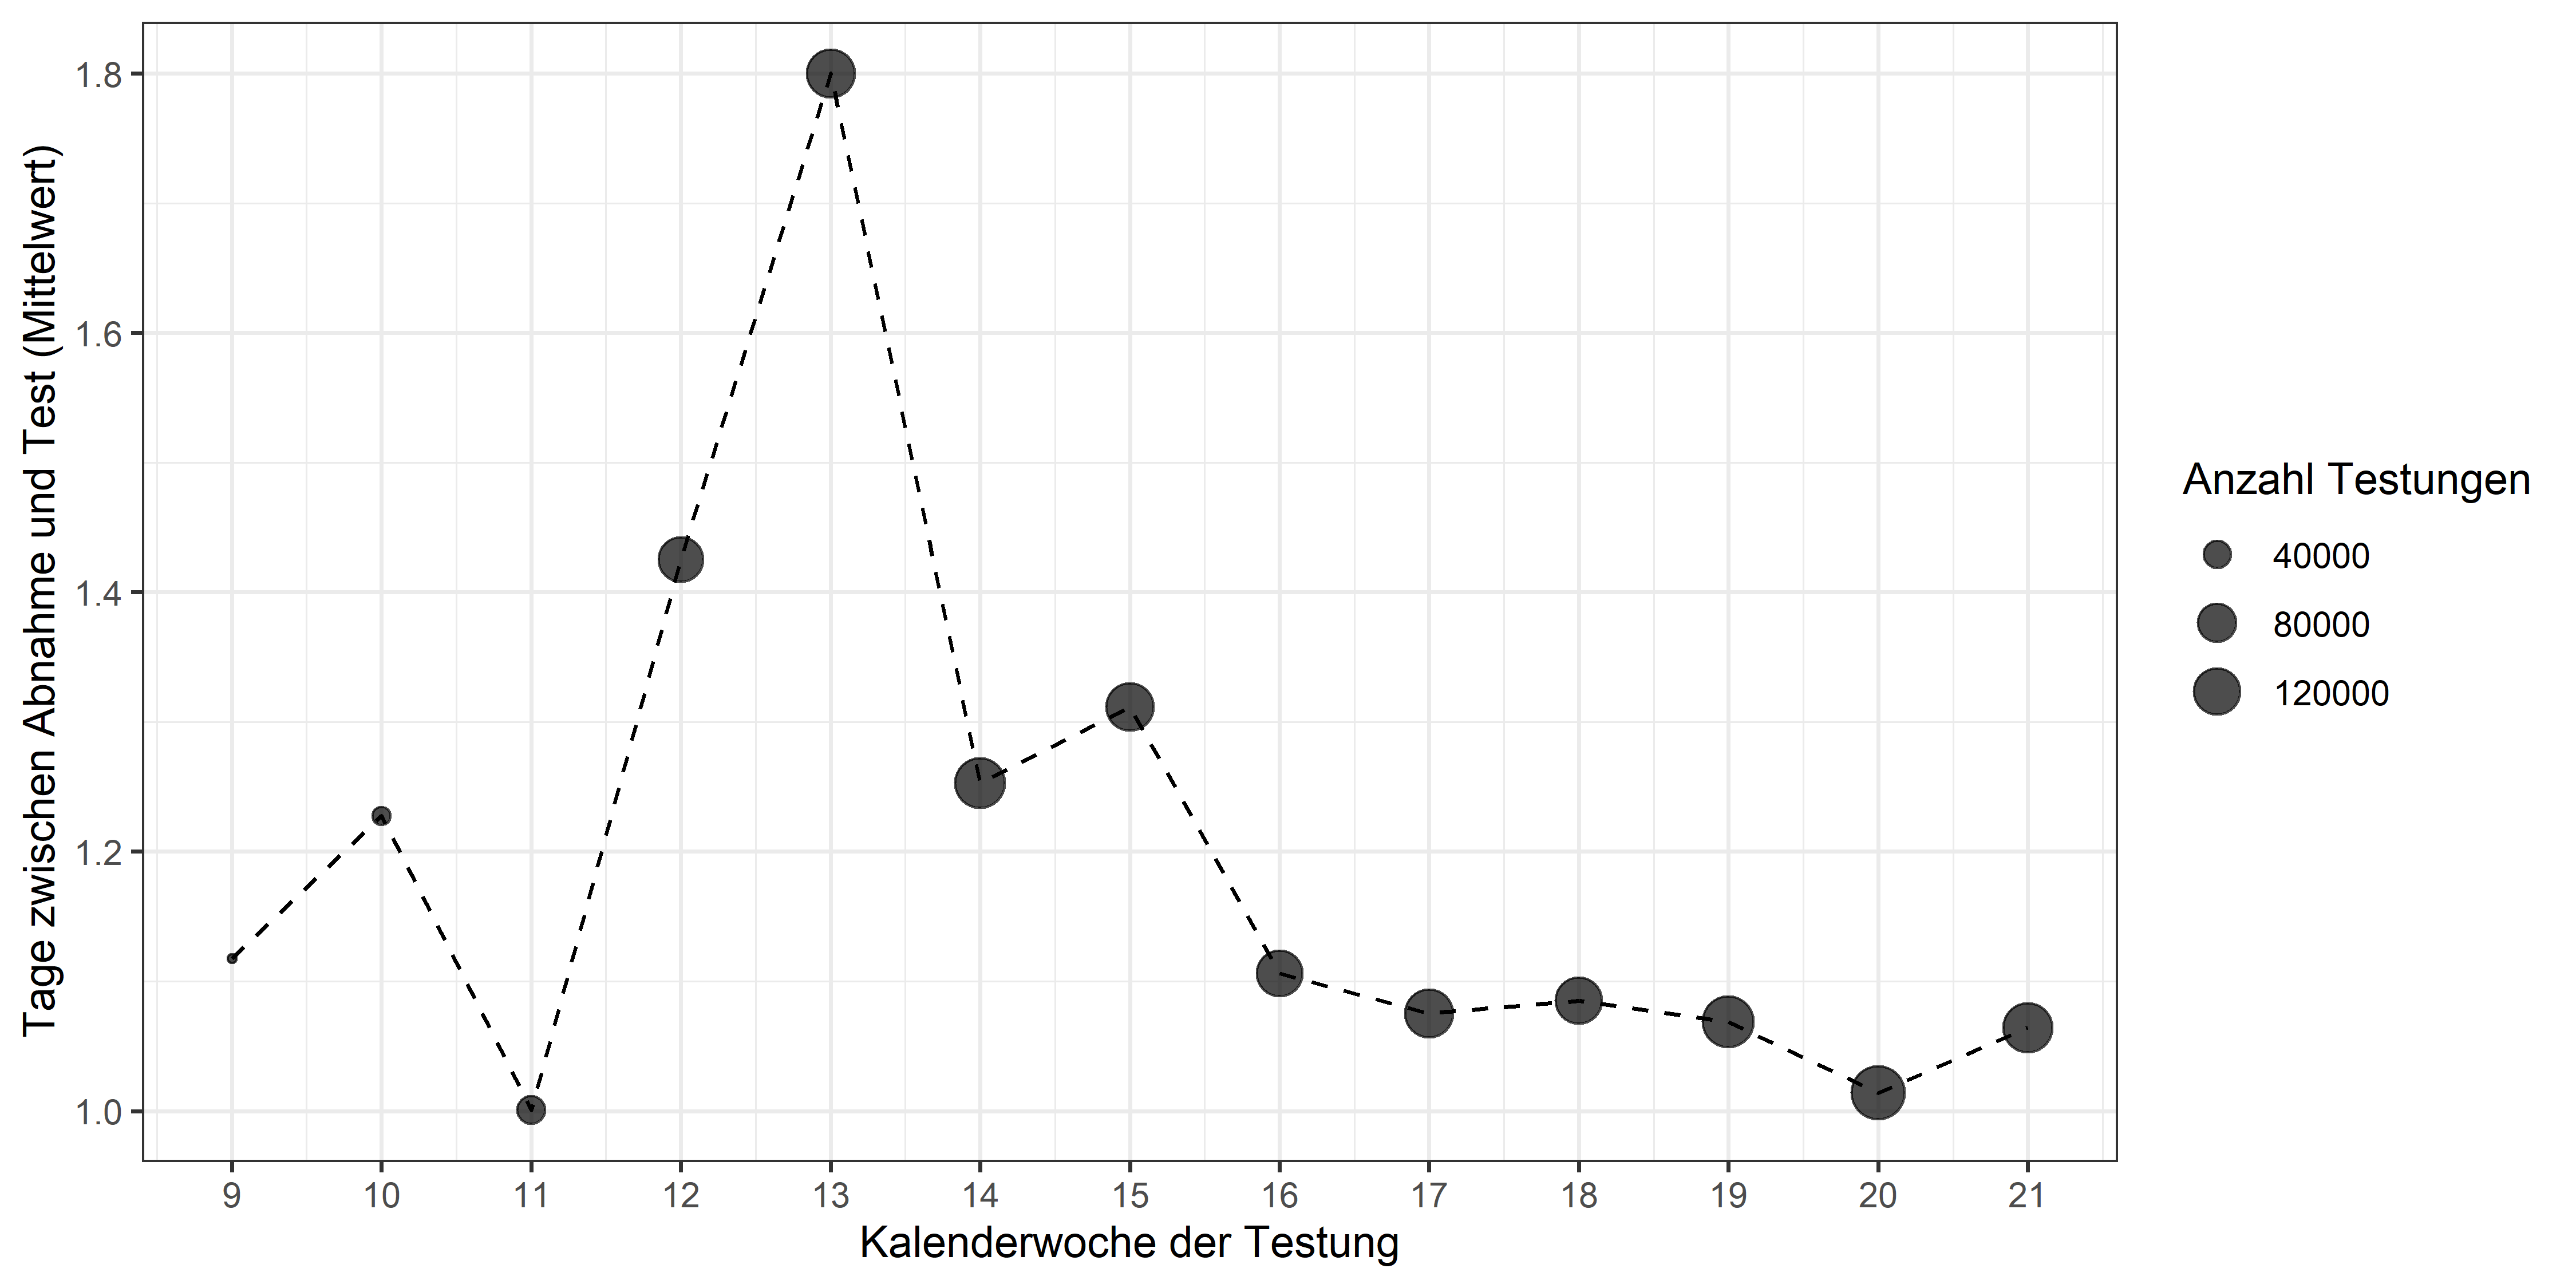 Tage zwischen Abnahme und Test (Mittelwert)
1.8
1.6
1.4
1.2
1.0
9 10 11 12 13 14 15 16 17 18 19 20 21
Kalenderwoche der Testung
Anzahl Testungen
40000
80000
120000